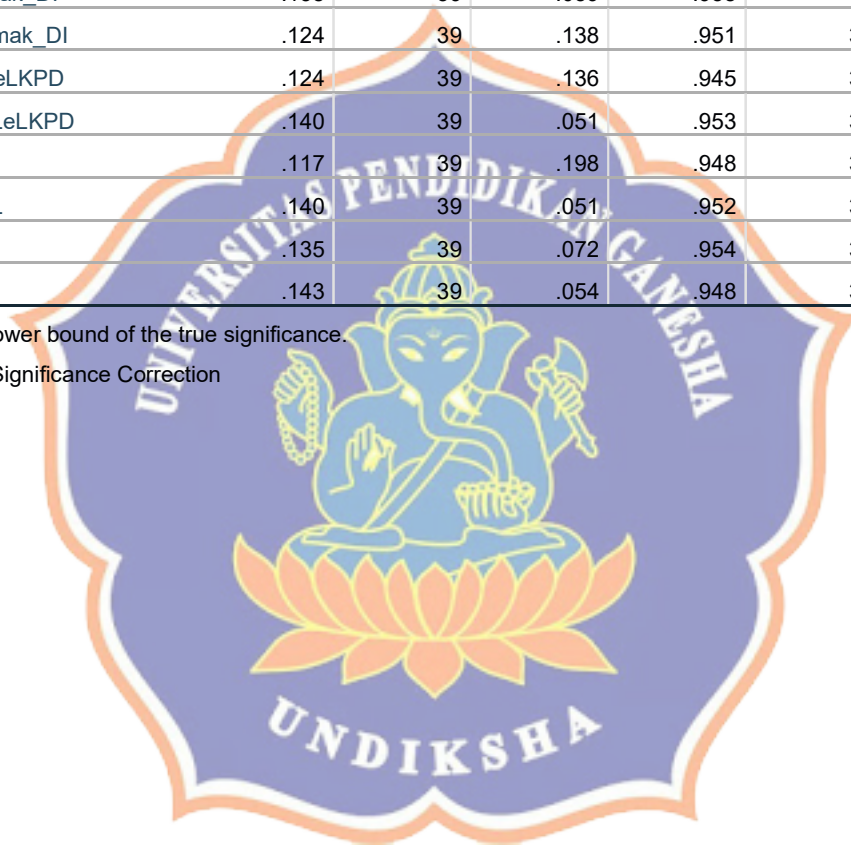 mak_DI .124 39 .138 .951
eLKPD .124 39 .136 .945
LeLKPD .140 39 .051 .953
.117 39 .198 .948
.140 39 .051 .952
.135 39 .072 .954
.143 39 .054 .948
ower bound of the true significance.
Significance Correction
UNIVERSITAS PENDIDIKAN GANESHA
UNDIKSHA